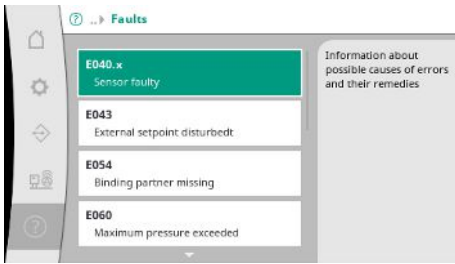 ..▸ Faults
E040.x
Sensor faulty
E043
External setpoint disturbedt
E054
Binding partner missing
E060
Maximum pressure exceeded
Information about
possible causes of errors
and their remedies